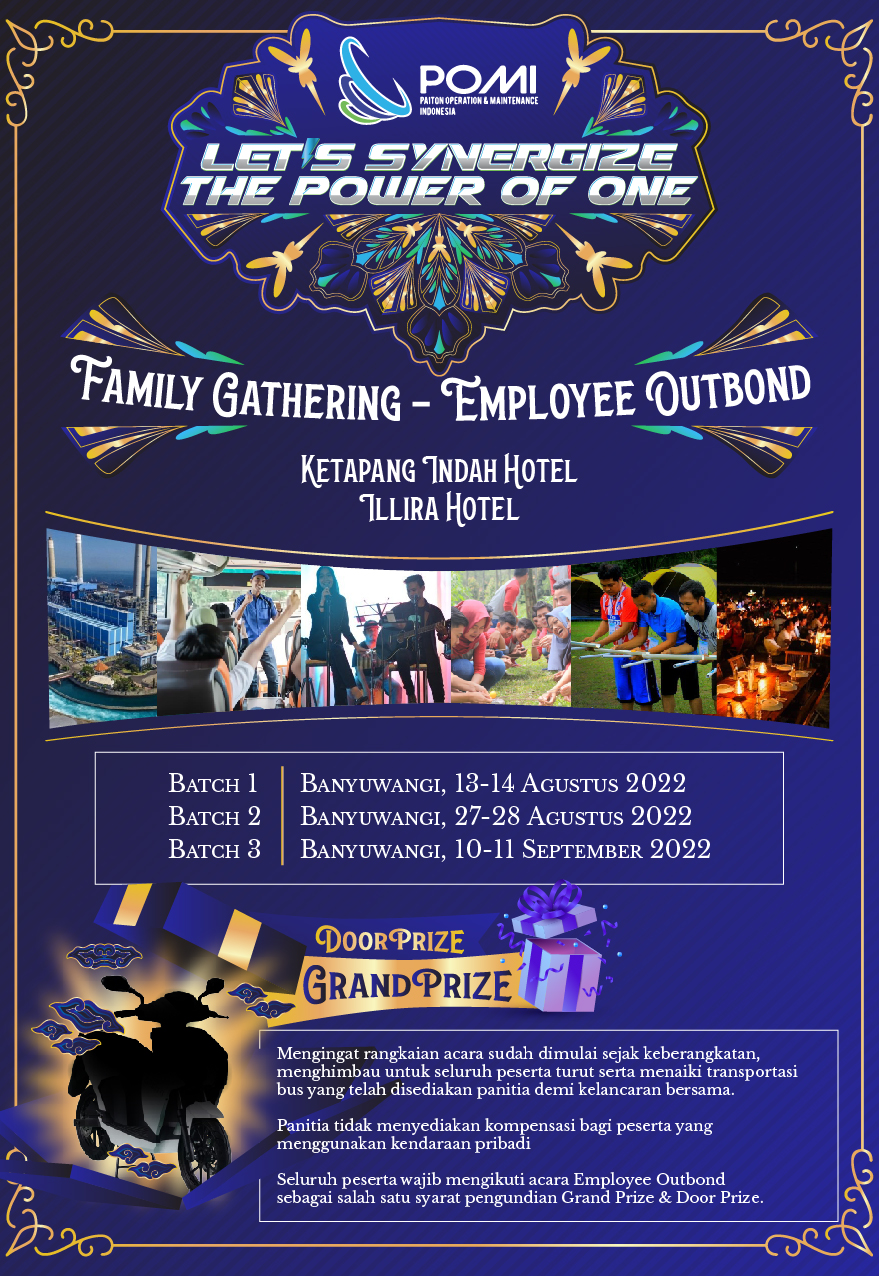 POMI
PAITON OPERATION & MAINTENANCE
INDONESIA
LET'S SYNERGIZE
THE POWER OF ONE
Family Gathering – Employee Outbond
Ketapang Indah Hotel
Illira Hotel
Batch 1 Banyuwangi, 13-14 Agustus 2022
Batch 2 Banyuwangi, 27-28 Agustus 2022
Batch 3 Banyuwangi, 10-11 September 2022
DoorPrize
GrandPrize
Mengingat rangkaian acara sudah dimulai sejak keberangkatan,
menghimbau untuk seluruh peserta turut serta menaiki transportasi
bus yang telah disediakan panitia demi kelancaran bersama.
Panitia tidak menyediakan kompensasi bagi peserta yang
menggunakan kendaraan pribadi
Seluruh peserta wajib mengikuti acara Employee Outbond
sebagai salah satu syarat pengundian Grand Prize & Door Prize.